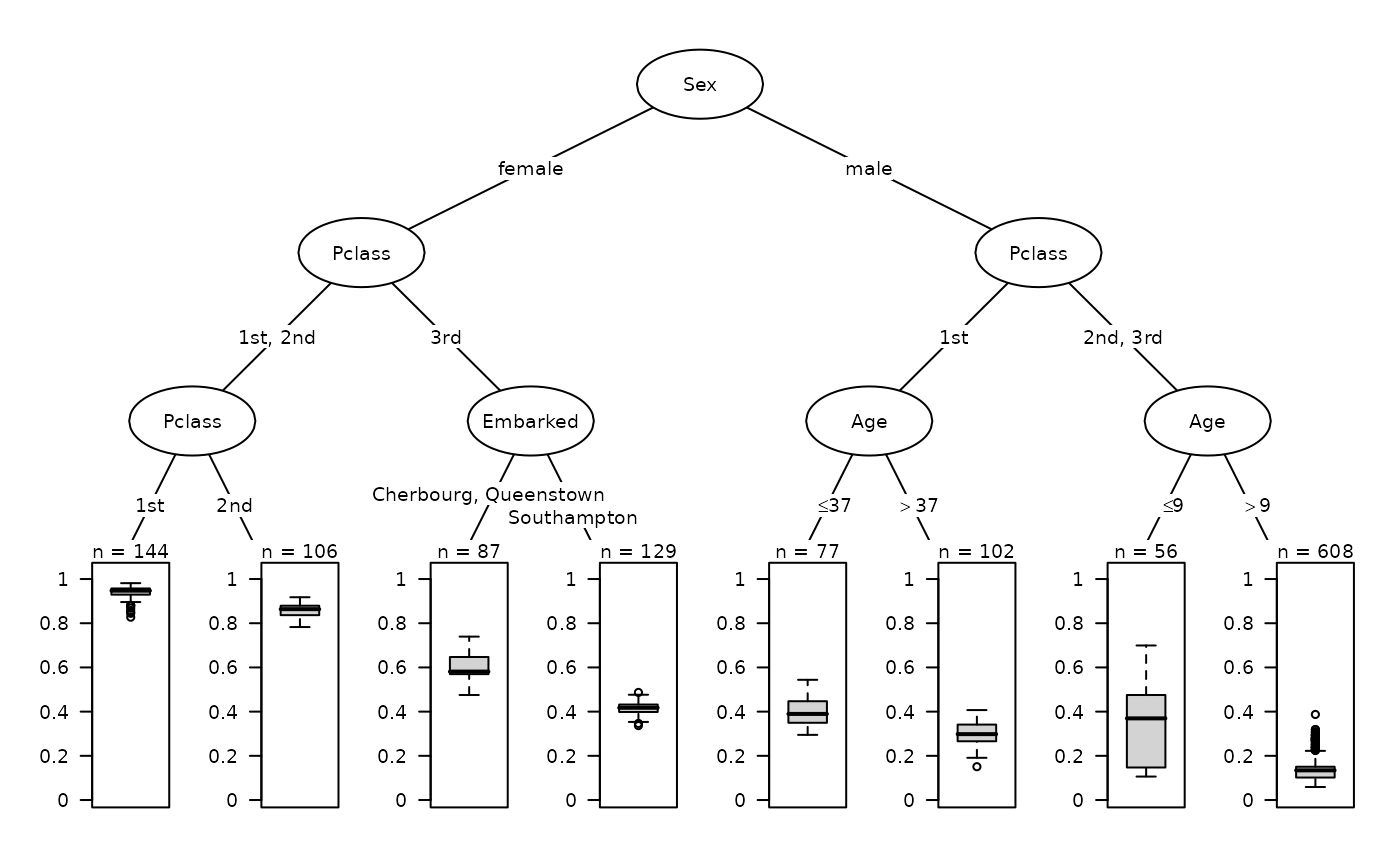 Sex
female
male
Pclass
Pclass
1st, 2nd
3rd
1st
2nd, 3rd
Pclass
Embarked
Age
Age
1st
2nd
Cherbourg, Queenstown
Southampton
≤37
> 37
≤9
> 9
n = 144
n = 106
n = 87
n = 129
n = 77
n = 102
n = 56
n = 608
1 1 1 1 1 1 1 1
0.8 0.8 0.8 0.8 0.8 0.8 0.8 0.8
0.6 0.6 0.6 0.6 0.6 0.6 0.6 0.6
0.4 0.4 0.4 0.4 0.4 0.4 0.4 0.4
0.2 0.2 0.2 0.2 0.2 0.2 0.2 0.2
0 0 0 0 0 0 0 0